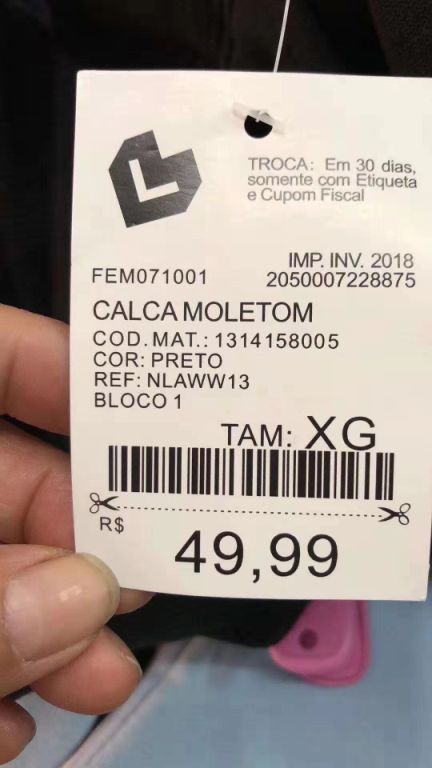 TROCA: Em 30 dias,
somente com Etiqueta
e Cupom Fiscal
IMP. INV. 2018
FEM071001 2050007228875
CALCA MOLETOM
COD. MAT.: 1314158005
COR: PRETO
REF: NLAWW13
BLOCO 1
TAM: XG
R$ 49,99